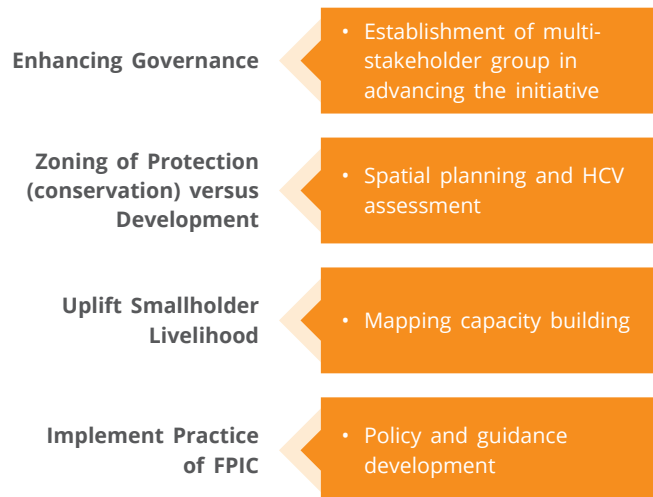 Enhancing Governance
• Establishment of multi-
stakeholder group in
advancing the initiative
Zoning of Protection
(conservation) versus
Development
• Spatial planning and HCV
assessment
Uplift Smallholder
Livelihood
• Mapping capacity building
Implement Practice
of FPIC
• Policy and guidance
development